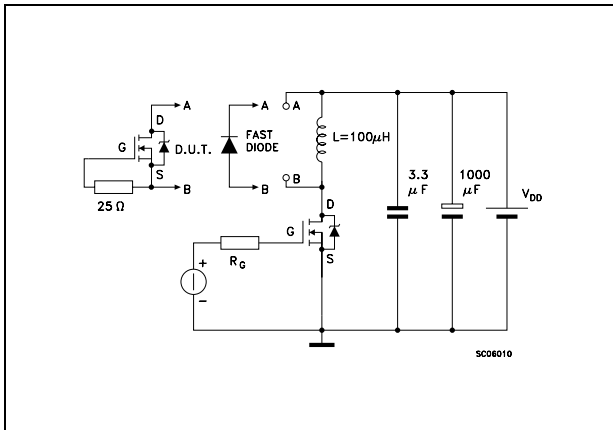 A
A
A
D
G
D.U.T.
FAST
DIODE
L=100μH
S
B
B
B
25 Ω
3.3
μF
1000
μF
VDD
D
G
S
RG
+
-
SC06010